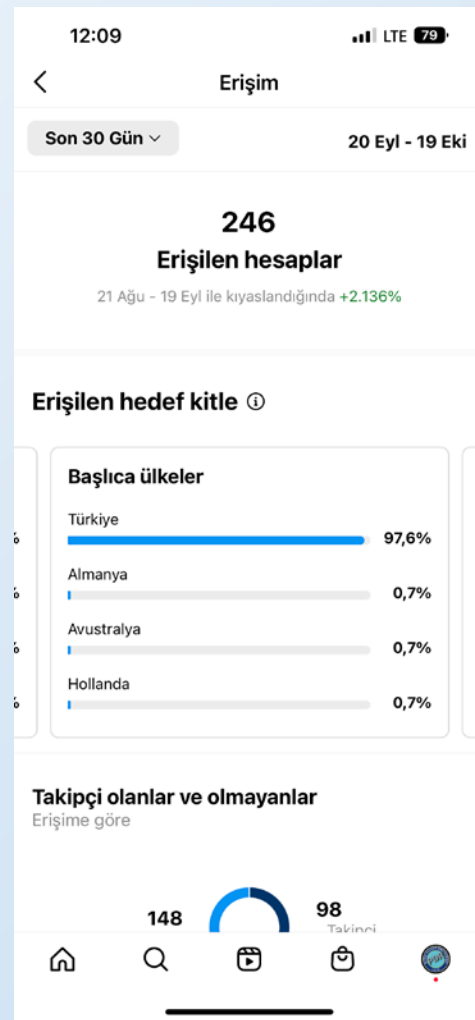 12:09 LTE 79
Erişim
Son 30 Gün 20 Eyl - 19 Eki
246
Erişilen hesaplar
21 Ağu - 19 Eyl ile kıyaslandığında +2.136%
Erişilen hedef kitle
Başlıca ülkeler
Türkiye
97,6%
Almanya
0,7%
Avustralya
0,7%
Hollanda
0,7%
Takipçi olanlar ve olmayanlar
Erişime göre
148 98
Takipçi